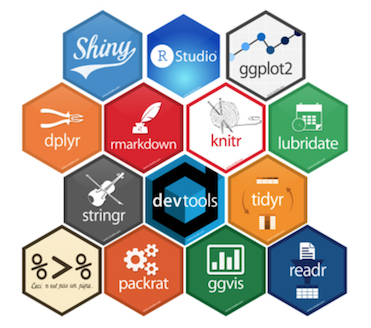 Shiny
R Studio
ggplot2
dplyr
rmarkdown
knitr
lubridate
stringr
devtools
tidyr
%>%
Ceci n'est pas un pipe.
packrat
ggvis
readr